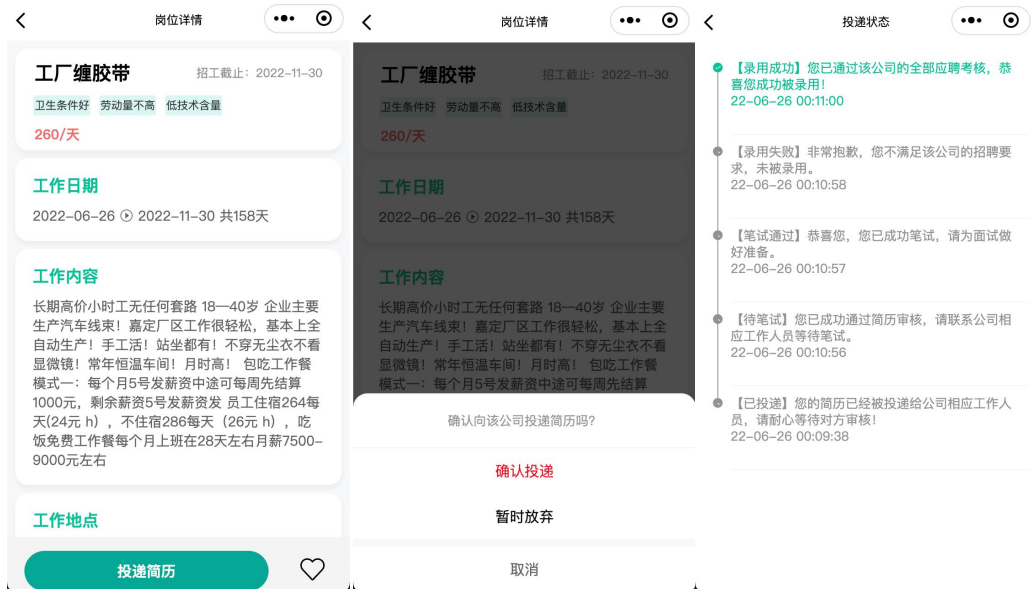 岗位详情
工厂缠胶带
招工截止：2022-11-30
卫生条件好 劳动量不高 低技术含量
260/天
工作日期
2022-06-26 2022-11-30 共158天
工作内容
长期高价小时工无任何套路 18—40岁 企业主要
生产汽车线束！嘉定厂区工作很轻松，基本上全
自动生产！手工活！站坐都有！不穿无尘衣不看
显微镜！常年恒温车间！月时高！ 包吃工作餐
模式一：每个月5号发薪资中途可每周先结算
1000元，剩余薪资5号发薪资发 员工住宿264每
天(24元 h），不住宿286每天（26元 h），吃
饭免费工作餐每个月上班在28天左右月薪7500-
9000元左右
工作地点
投递简历
岗位详情
工厂缠胶带
招工截止：2022-11-30
卫生条件好 劳动量不高 低技术含量
260/天
工作日期
2022-06-26 2022-11-30 共158天
工作内容
长期高价小时工无任何套路 18—40岁 企业主要
生产汽车线束！嘉定厂区工作很轻松，基本上全
自动生产！手工活！站坐都有！不穿无尘衣不看
显微镜！常年恒温车间！月时高！ 包吃工作餐
模式一：每个月5号发薪资中途可每周先结算
确认向该公司投递简历吗?
确认投递
暂时放弃
取消
投递状态
【录用成功】您已通过该公司的全部应聘考核，恭
喜您成功被录用！
22-06-26 00:11:00
【录用失败】非常抱歉，您不满足该公司的招聘要
求，未被录用。
22-06-26 00:10:58
【笔试通过】恭喜您，您已成功笔试，请为面试做
好准备。
22-06-26 00:10:57
【待笔试】您已成功通过简历审核，请联系公司相
应工作人员等待笔试。
22-06-26 00:10:56
【已投递】您的简历已经被投递给公司相应工作人
员，请耐心等待对方审核！
22-06-26 00:09:38